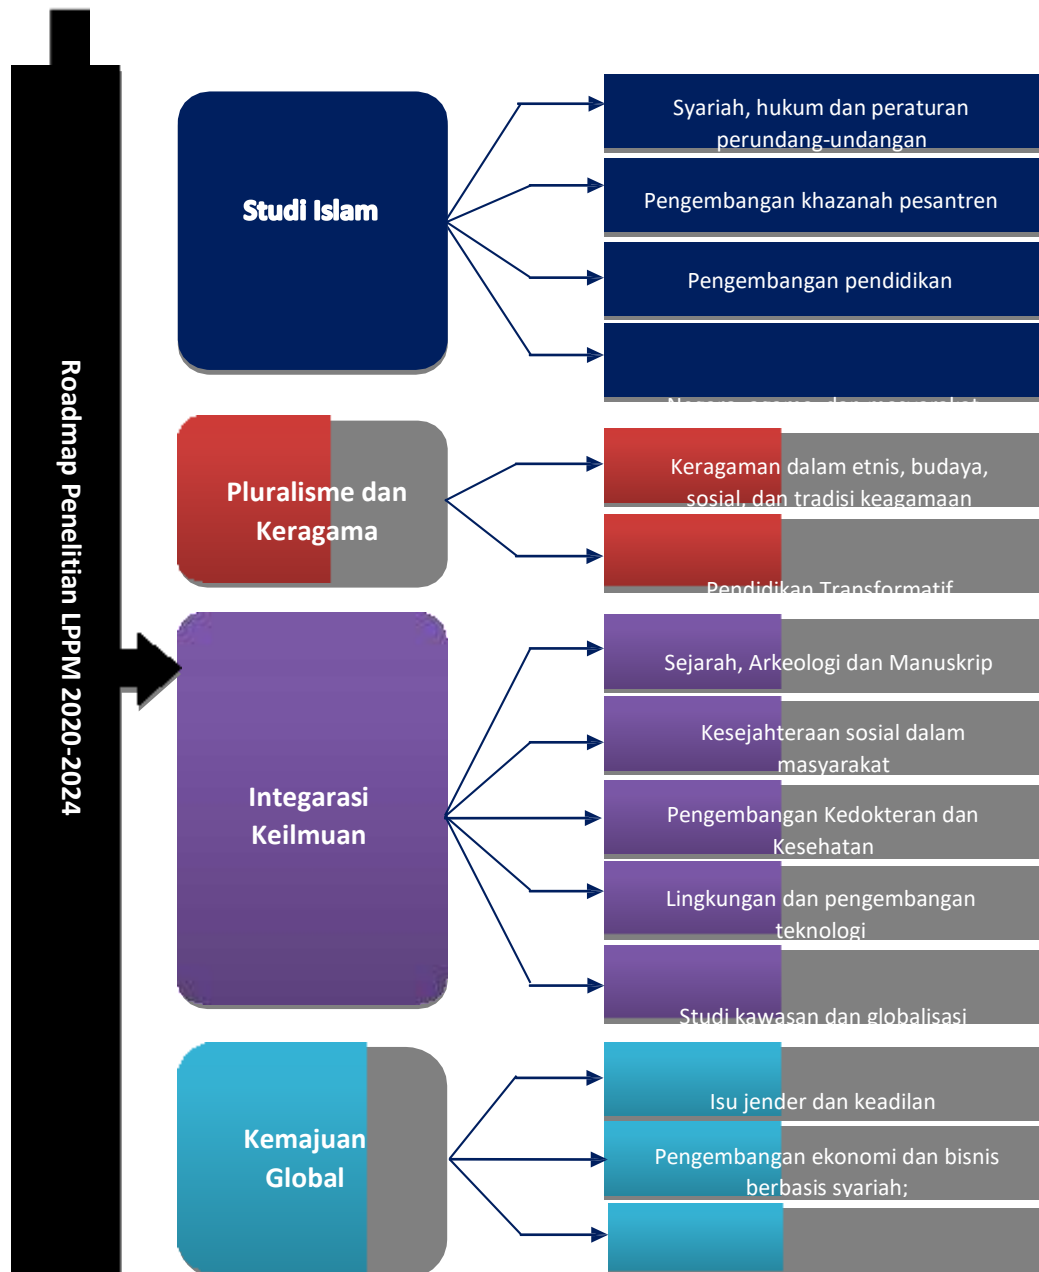 Roadmap Penelitian LPPM 2020-2024
Studi Islam
Syariah, hukum dan peraturan
perundang-undangan
Pengembangan khazanah pesantren
Pengembangan pendidikan
Pluralisme dan
Keragama
Keragaman dalam etnis, budaya,
sosial, dan tradisi keagamaan
Pendidikan Transformatif
Integarasi
Keilmuan
Sejarah, Arkeologi dan Manuskrip
Kesejahteraan sosial dalam
masyarakat
Pengembangan Kedokteran dan
Kesehatan
Lingkungan dan pengembangan
teknologi
Studi kawasan dan globalisasi
Kemajuan
Global
Isu jender dan keadilan
Pengembangan ekonomi dan bisnis
berbasis syariah;